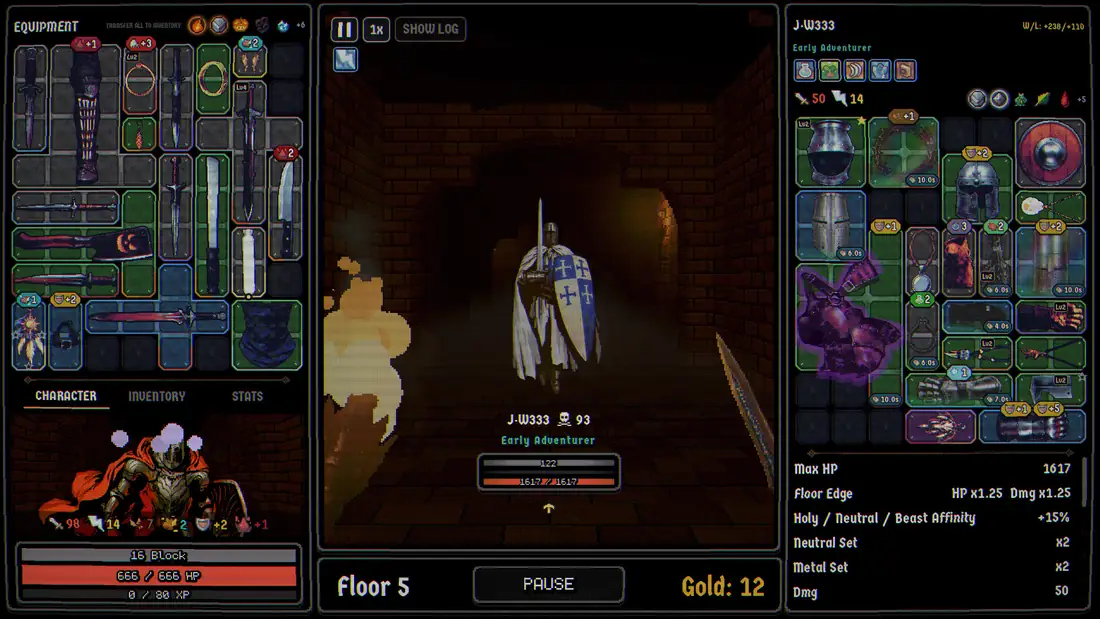 EQUIPMENT
TRANSFER ALL TO INVENTORY
+6
+1
+3
2
Lv2
Lv4
2
1
+2
CHARACTER
INVENTORY
STATS
98
14
7
2
+2
+1
16 Block
666 / 666 HP
0 / 80 XP
1x
SHOW LOG
J-W333
93
Early Adventurer
122
1617 / 1617
Floor 5
PAUSE
Gold: 12
J-W333
W/L: +238/+110
Early Adventurer
50
14
+5
Lv2
+1
10.0s
+2
6.0s
+1
3
2
+2
Lv2
6.0s
10.0s
2
4.0s
Lv2
6.0s
Lv2
1
10.0s
7.0s
Lv2
+1
+5
Max HP
1617
Floor Edge
HP x1.25 Dmg x1.25
Holy / Neutral / Beast Affinity
+15%
Neutral Set
x2
Metal Set
x2
Dmg
50